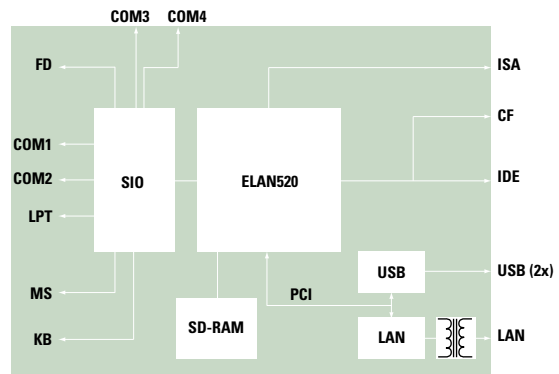 COM3 COM4
FD
ISA
CF
COM1
COM2
SIO
ELAN520
IDE
LPT
USB
USB (2x)
MS
PCI
SD-RAM
LAN
LAN
KB